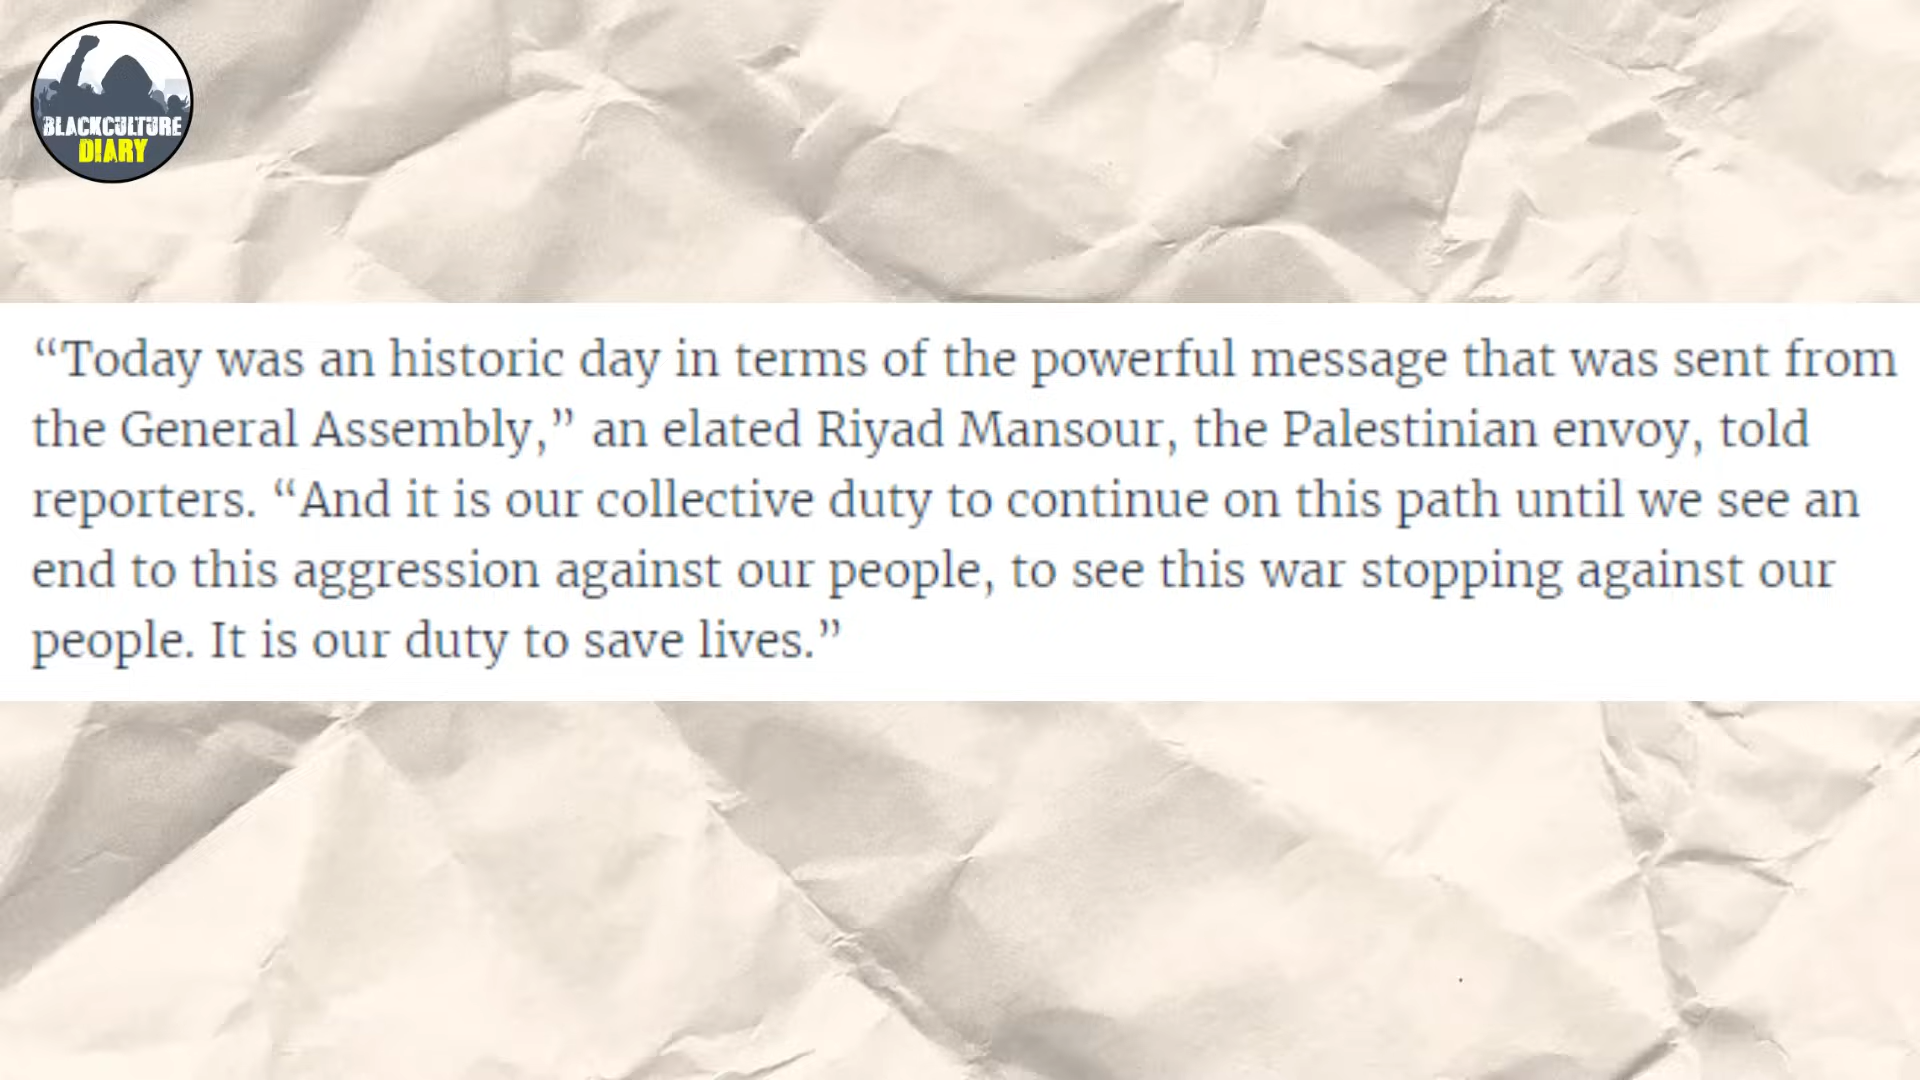 BLACKCULTURE
DIARY
“Today was an historic day in terms of the powerful message that was sent from
the General Assembly,” an elated Riyad Mansour, the Palestinian envoy, told
reporters. “And it is our collective duty to continue on this path until we see an
end to this aggression against our people, to see this war stopping against our
people. It is our duty to save lives.”